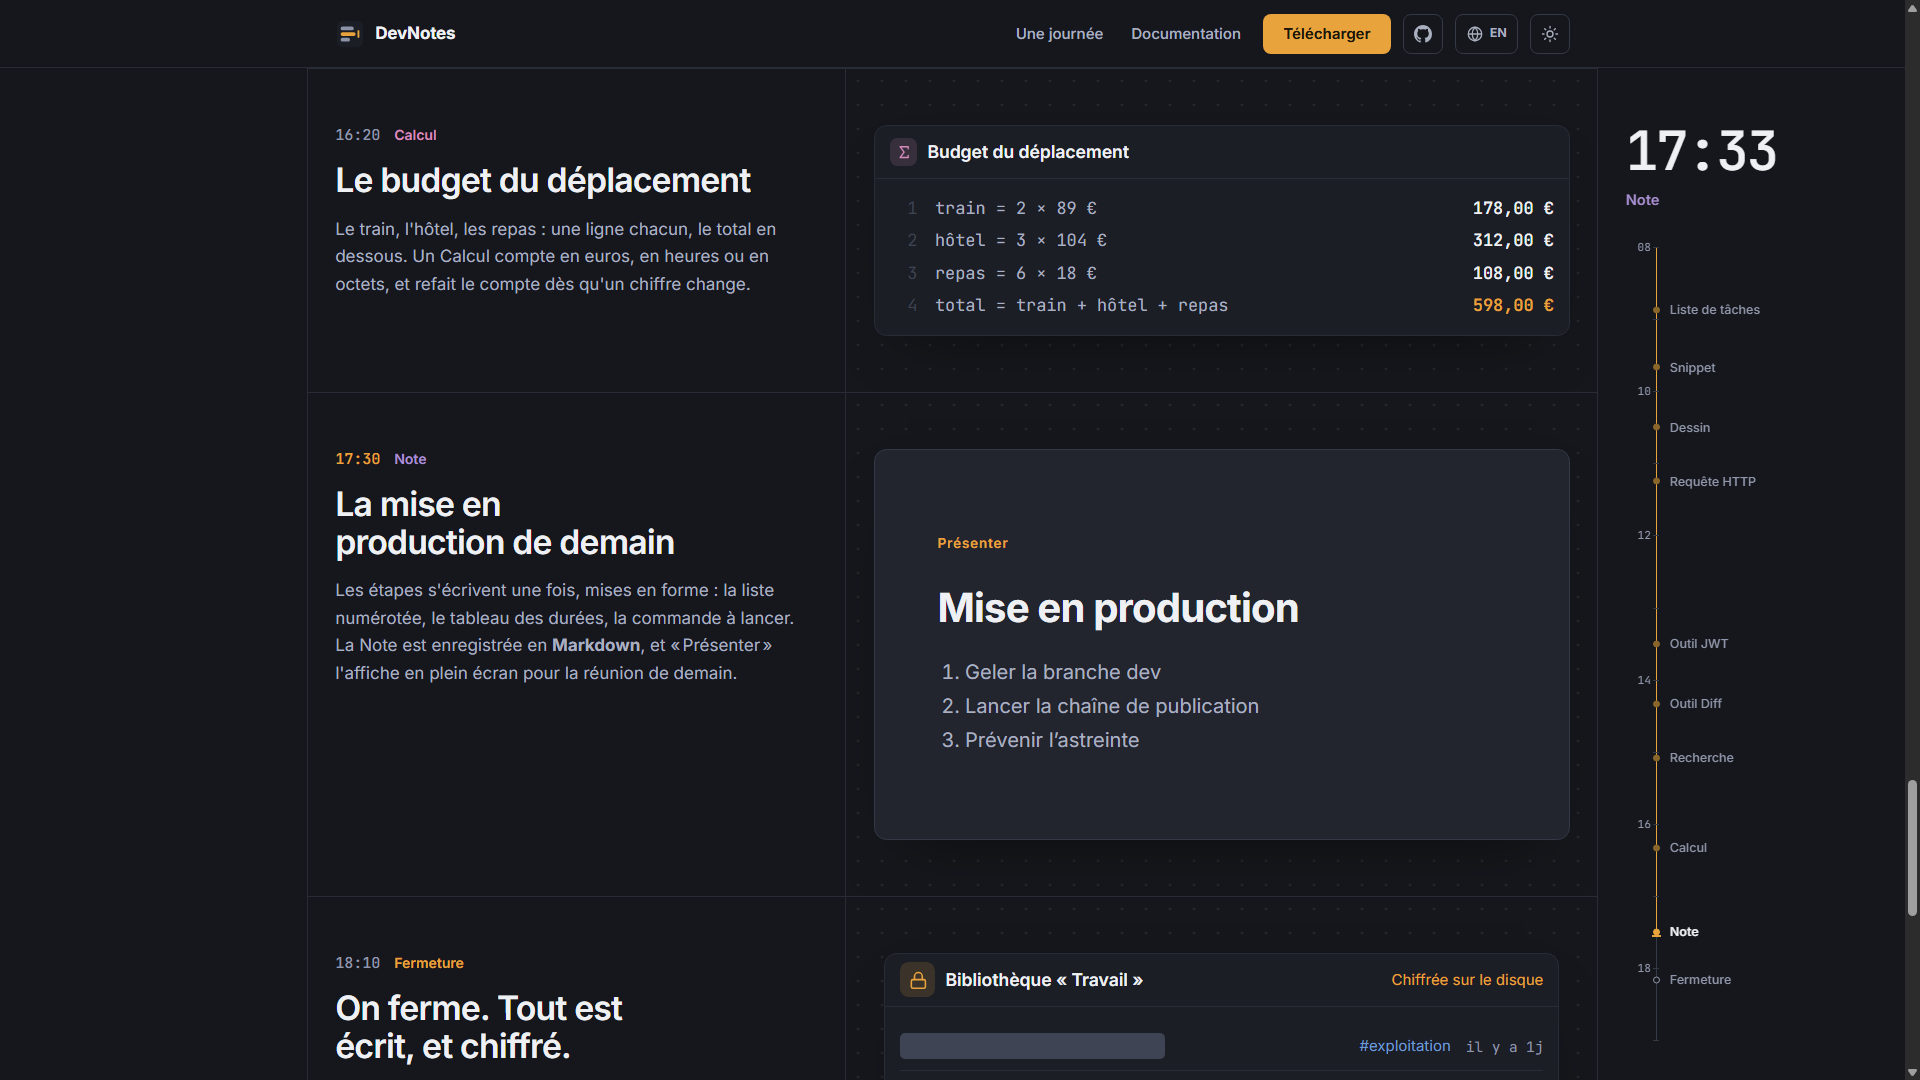 DevNotes
Une journée
Documentation
Télécharger
EN
16:20 Calcul
Le budget du déplacement
Le train, l'hôtel, les repas : une ligne chacun, le total en
dessous. Un Calcul compte en euros, en heures ou en
octets, et refait le compte dès qu'un chiffre change.
Σ Budget du déplacement
1 train = 2 × 89 € 178,00 €
2 hôtel = 3 × 104 € 312,00 €
3 repas = 6 × 18 € 108,00 €
4 total = train + hôtel + repas 598,00 €
17:30 Note
La mise en
production de demain
Les étapes s'écrivent une fois, mises en forme : la liste
numérotée, le tableau des durées, la commande à lancer.
La Note est enregistrée en Markdown, et «Présenter»
l'affiche en plein écran pour la réunion de demain.
Présenter
Mise en production
1. Geler la branche dev
2. Lancer la chaîne de publication
3. Prévenir l’astreinte
18:10 Fermeture
On ferme. Tout est
écrit, et chiffré.
Bibliothèque « Travail » Chiffrée sur le disque
#exploitation il y a 1j
17:33
Note
08
Liste de tâches
Snippet
10
Dessin
Requête HTTP
12
Outil JWT
14
Outil Diff
Recherche
16
Calcul
Note
18
Fermeture